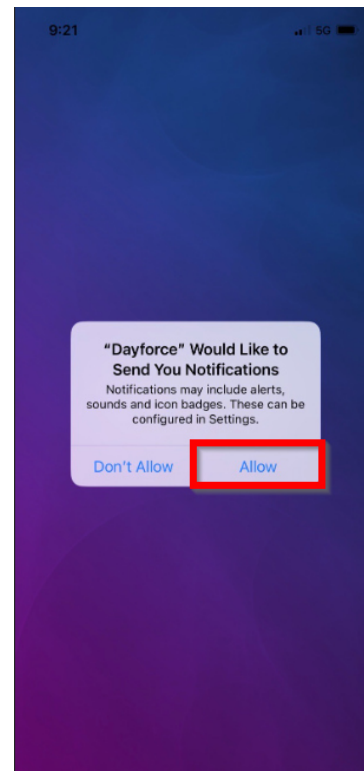 9:21 5G
“Dayforce” Would Like to
Send You Notifications
Notifications may include alerts,
sounds and icon badges. These can be
configured in Settings.
Don’t Allow Allow